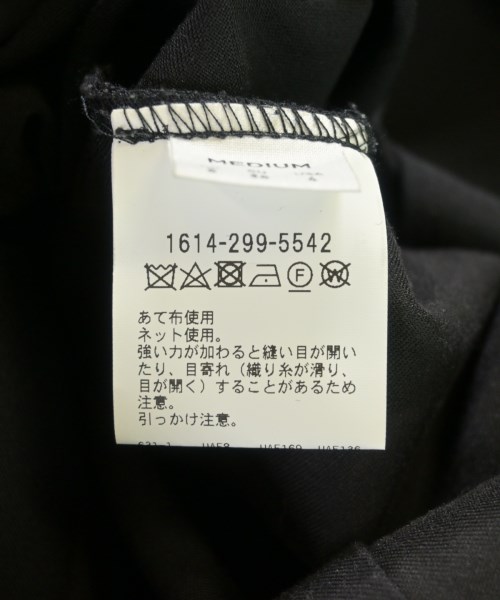 MEDIUM
1614-299-5542
F W
あて布使用
ネット使用。
強い力が加わると縫い目が開い
たり、目寄れ（織り糸が滑り、
目が開く）することがあるため
注意。
引っかけ注意。